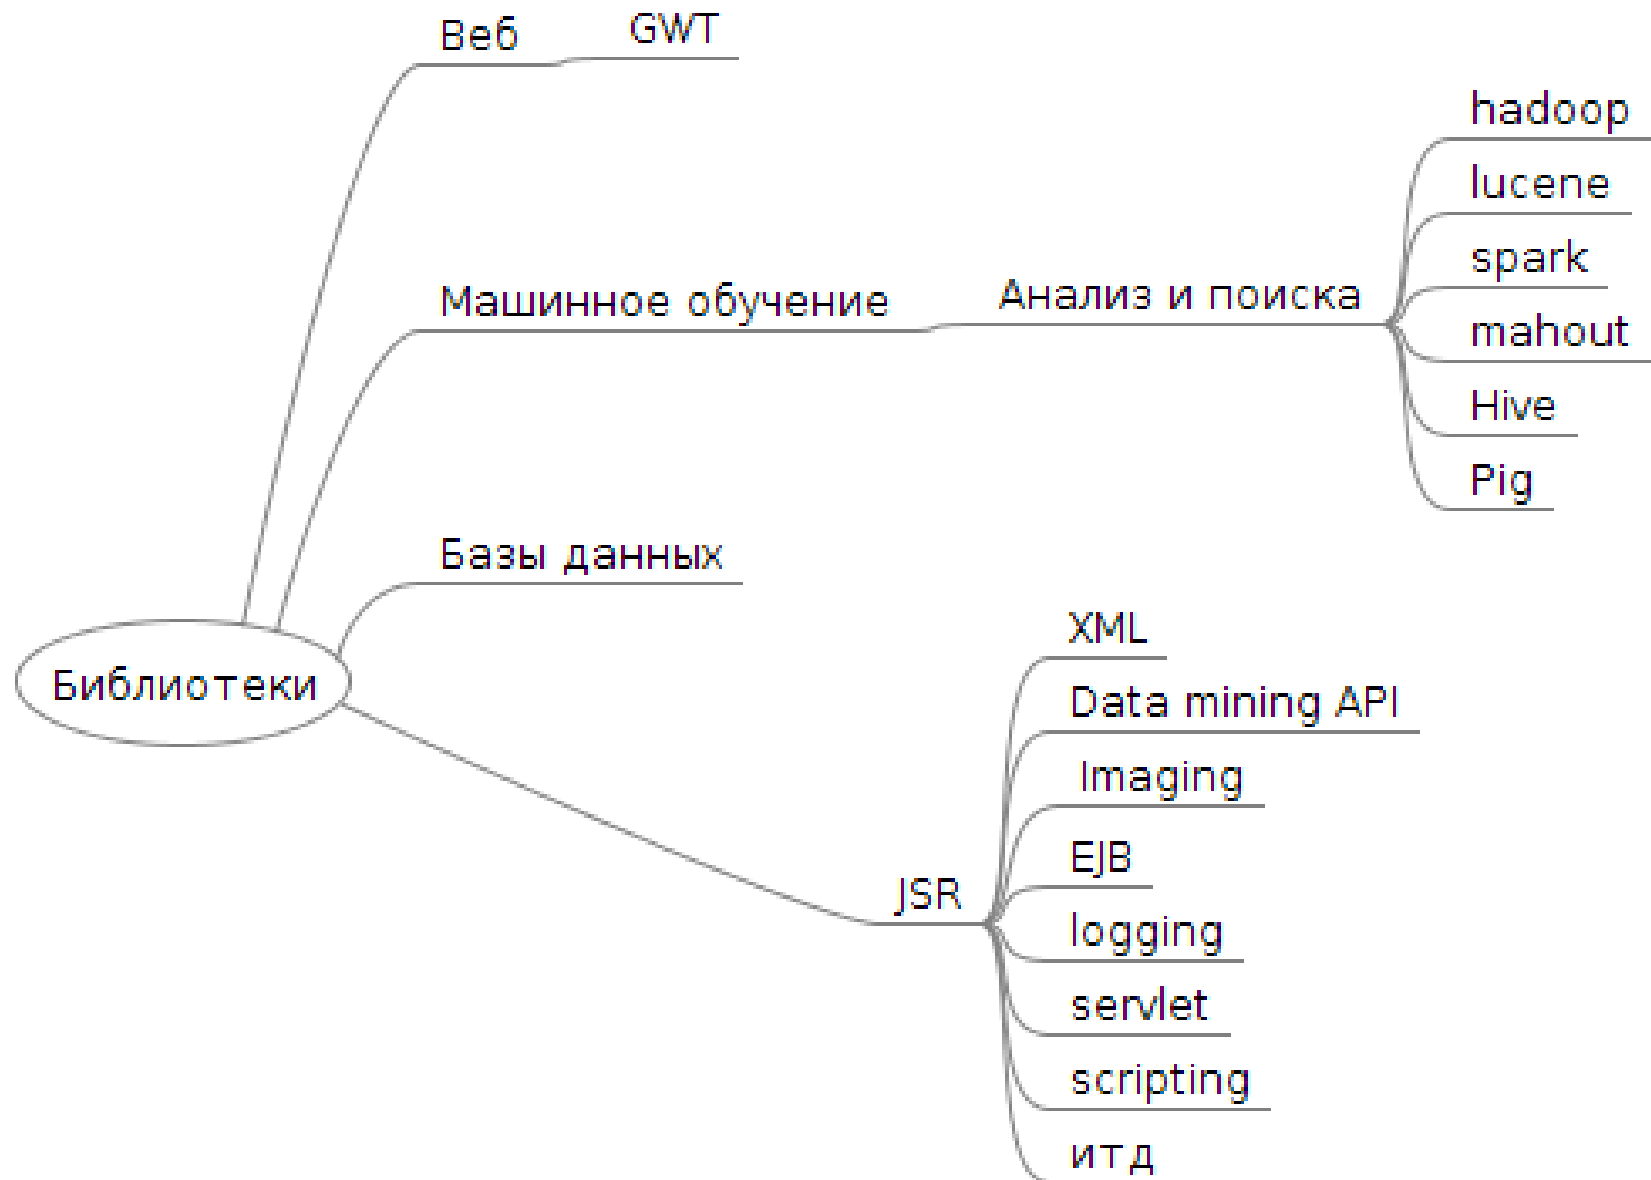 Веб
GWT
hadoop
lucene
spark
Машинное обучение
Анализ и поиска
mahout
Hive
Pig
Базы данных
Библиотеки
XML
Data mining API
Imaging
EJB
JSR
logging
servlet
scripting
итд